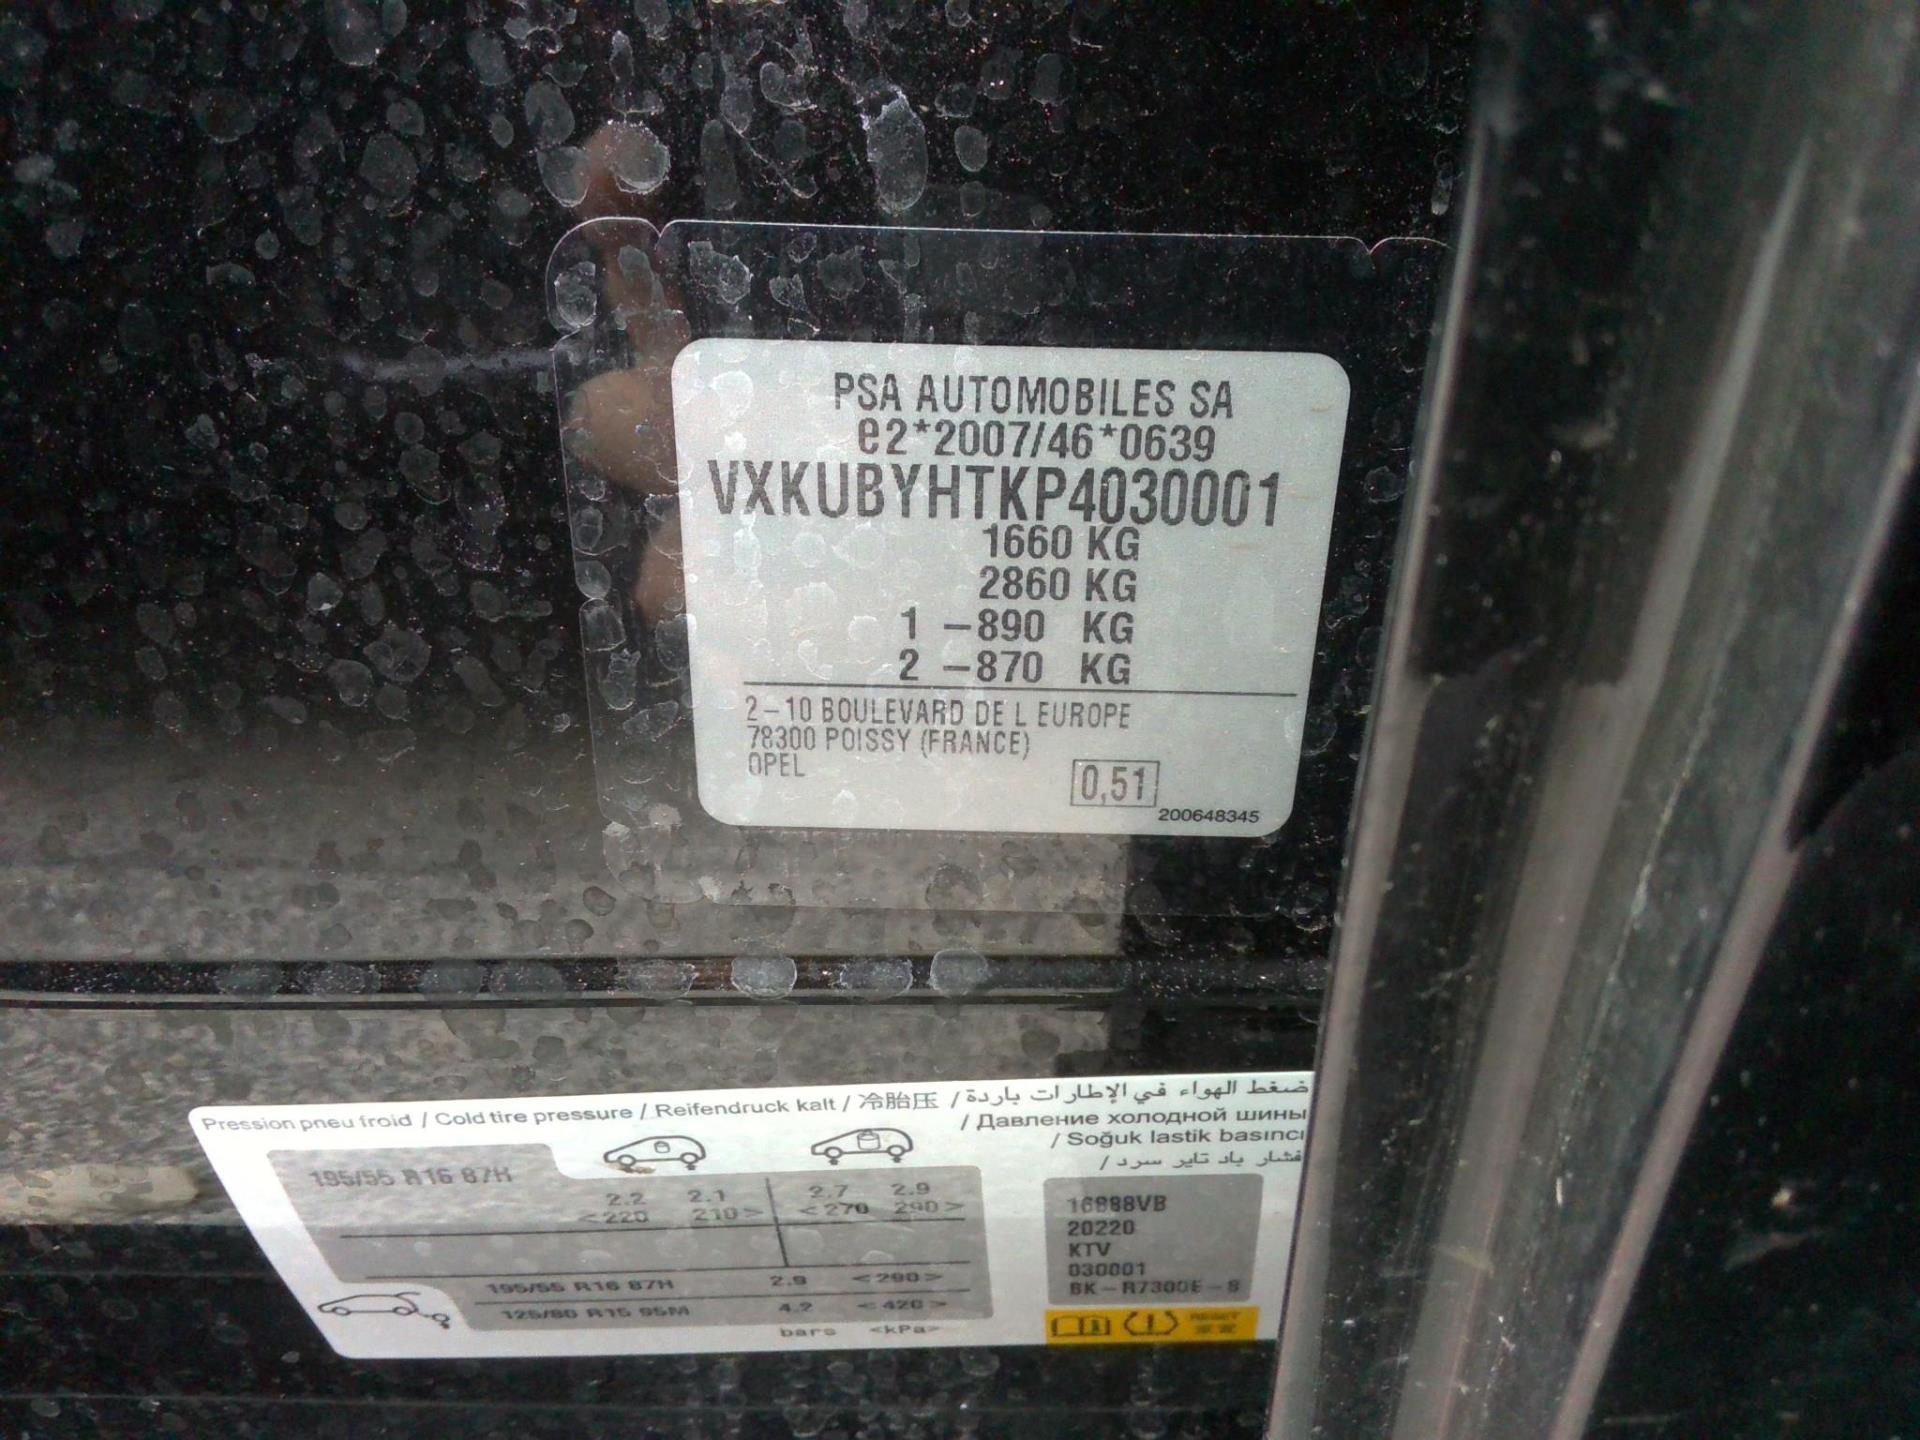 PSA AUTOMOBILES SA
e2*2007/46*0639
VXKUBYHTKP4030001
1660 KG
2860 KG
1 -890 KG
2 -870 KG
2-10 BOULEVARD DE L EUROPE
78300 POISSY (FRANCE)
OPEL
0,51
200648345
Pression pneu froid / Cold tire pressure / Reifendruck kalt / 冷胎压 / ضغط الهواء في الإطارات باردة
/ Давление холодной шины
/ Soğuk lastik basıncı
/ فشار باد تایر سرد
195/55 R16 87H
2.2 2.1 2.7 2.9
<220 210> <270 290>
195/55 R16 87H 2.9 <290>
125/80 R15 95M 4.2 <420>
bars <kPa>
16888VB
20220
KTV
030001
BK-R7300E-8